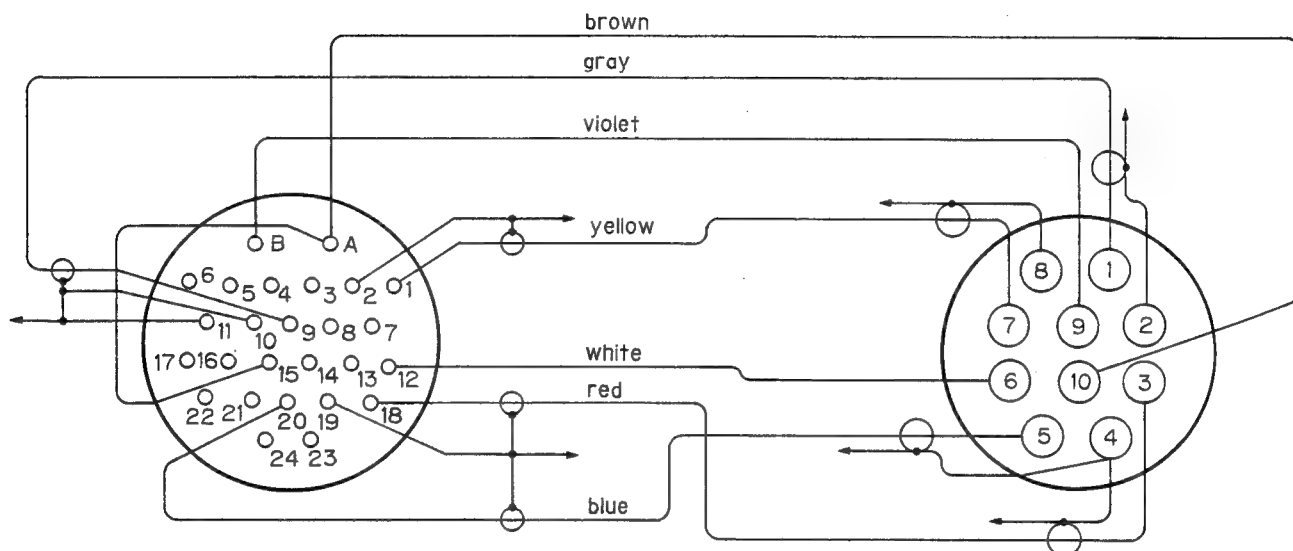 brown
gray
violet
yellow
B A
6 5 4 3 2 1
11 10 9 8 7
17 16 15 14 13 12
22 21 20 19 18
24 23
white
red
blue
8 1
7 9 2
6 10 3
5 4